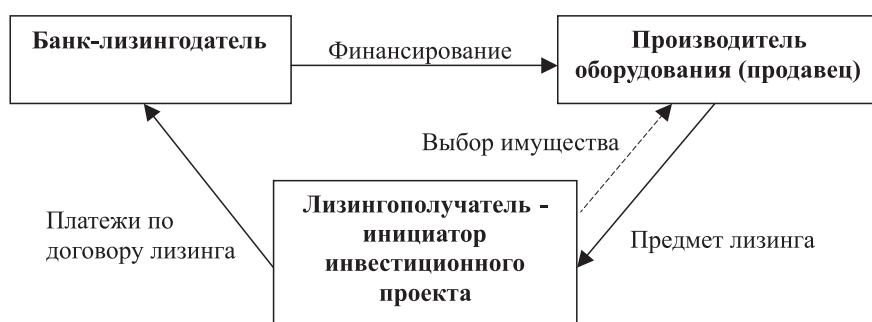 Банк-лизингодатель
Финансирование
Производитель
оборудования (продавец)
Выбор имущества
Платежи по
договору лизинга
Лизингополучатель -
инициатор
инвестиционного
проекта
Предмет лизинга